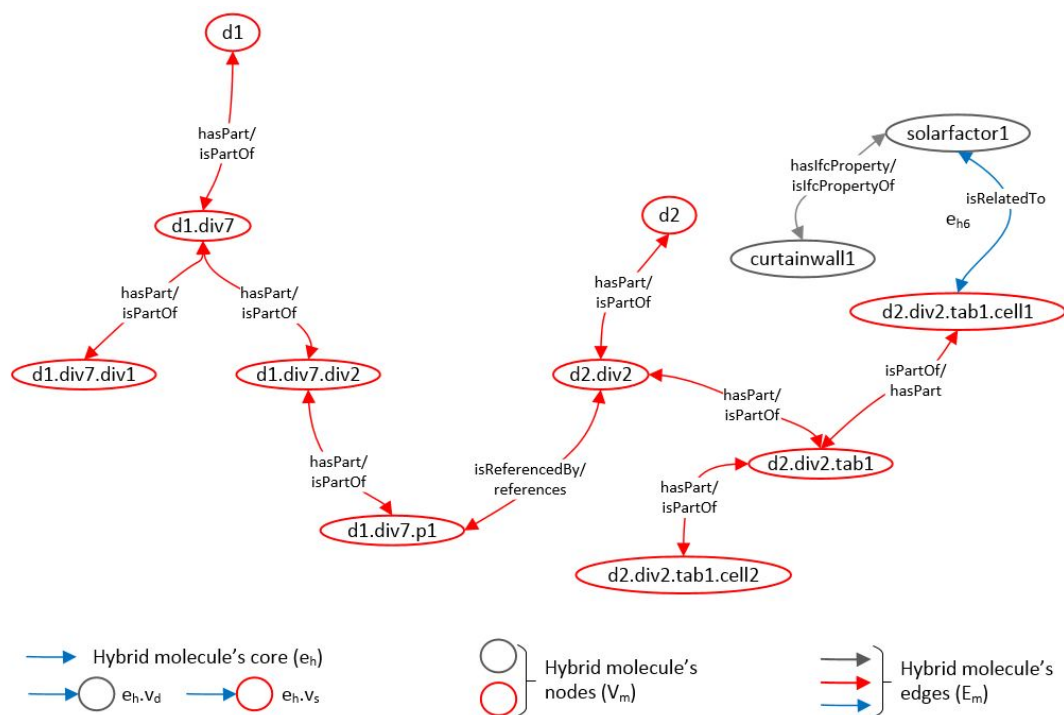 d1
hasPart/
isPartOf
d1.div7
hasPart/
isPartOf
hasPart/
isPartOf
d1.div7.div1
d1.div7.div2
hasPart/
isPartOf
d1.div7.p1
isReferencedBy/
references
d2
hasPart/
isPartOf
d2.div2
hasPart/
isPartOf
d2.div2.tab1
hasPart/
isPartOf
d2.div2.tab1.cell2
solarfactor1
hasIfcProperty/
isIfcPropertyOf
curtainwall1
isRelatedTo
eh6
d2.div2.tab1.cell1
isPartOf/
hasPart
Hybrid molecule's core (eh)
eh.vd
eh.vs
Hybrid molecule's
nodes (Vm)
Hybrid molecule's
edges (Em)